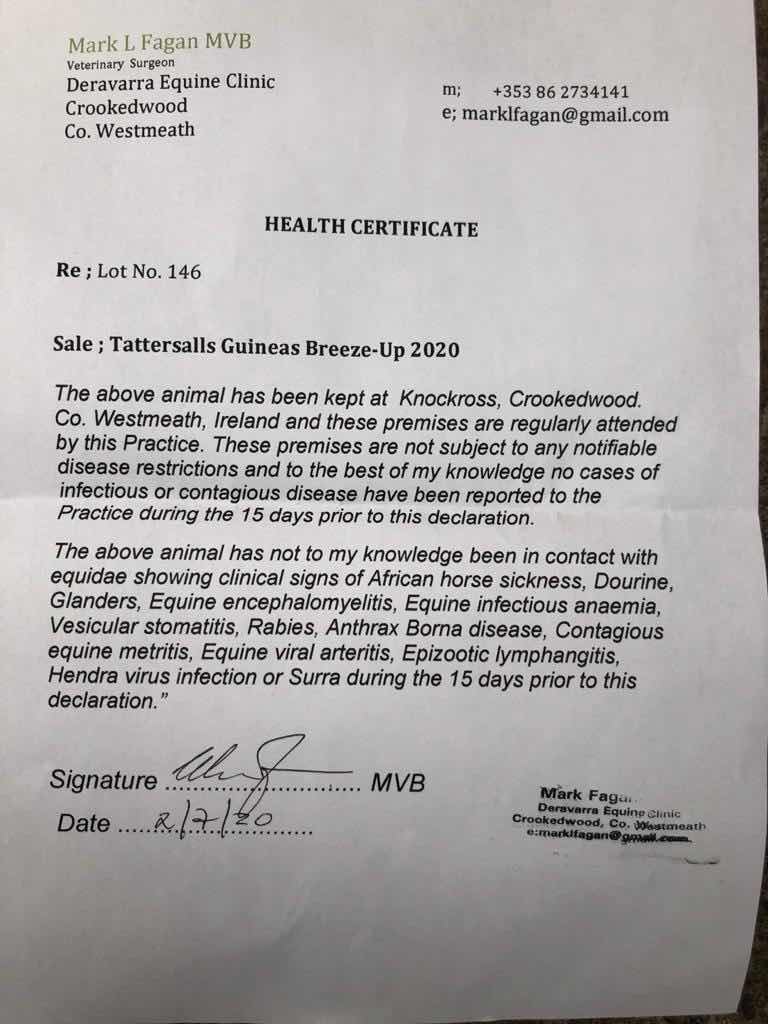 Mark L Fagan MVB
Veterinary Surgeon
Deravarra Equine Clinic
Crookedwood
Co. Westmeath
m; +353 86 2734141
e; marklfagan@gmail.com
HEALTH CERTIFICATE
Re ; Lot No. 146
Sale ; Tattersalls Guineas Breeze-Up 2020
The above animal has been kept at Knockross, Crookedwood.
Co. Westmeath, Ireland and these premises are regularly attended
by this Practice. These premises are not subject to any notifiable
disease restrictions and to the best of my knowledge no cases of
infectious or contagious disease have been reported to the
Practice during the 15 days prior to this declaration.
The above animal has not to my knowledge been in contact with
equidae showing clinical signs of African horse sickness, Dourine,
Glanders, Equine encephalomyelitis, Equine infectious anaemia,
Vesicular stomatitis, Rabies, Anthrax Borna disease, Contagious
equine metritis, Equine viral arteritis, Epizootic lymphangitis,
Hendra virus infection or Surra during the 15 days prior to this
declaration.”
Signature .............................. MVB
Date ....2/7/20............
Mark Fagan
Deravarra Equine Clinic
Crookedwood, Co. Westmeath
e:marklfagan@gmail.com